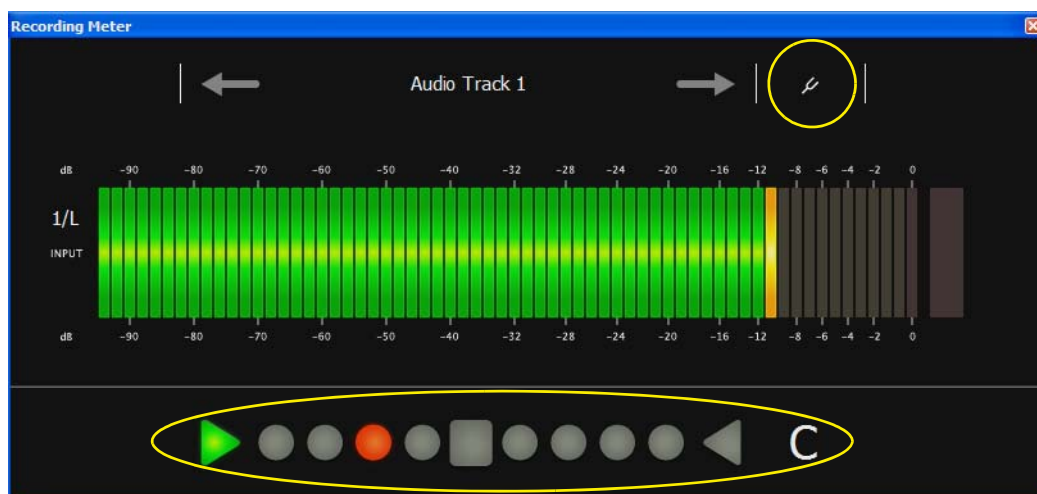 Recording Meter
Audio Track 1
dB -90 -80 -70 -60 -50 -40 -32 -28 -24 -20 -16 -12 -8 -6 -4 -2 0
1/L
INPUT
dB -90 -80 -70 -60 -50 -40 -32 -28 -24 -20 -16 -12 -8 -6 -4 -2 0
C